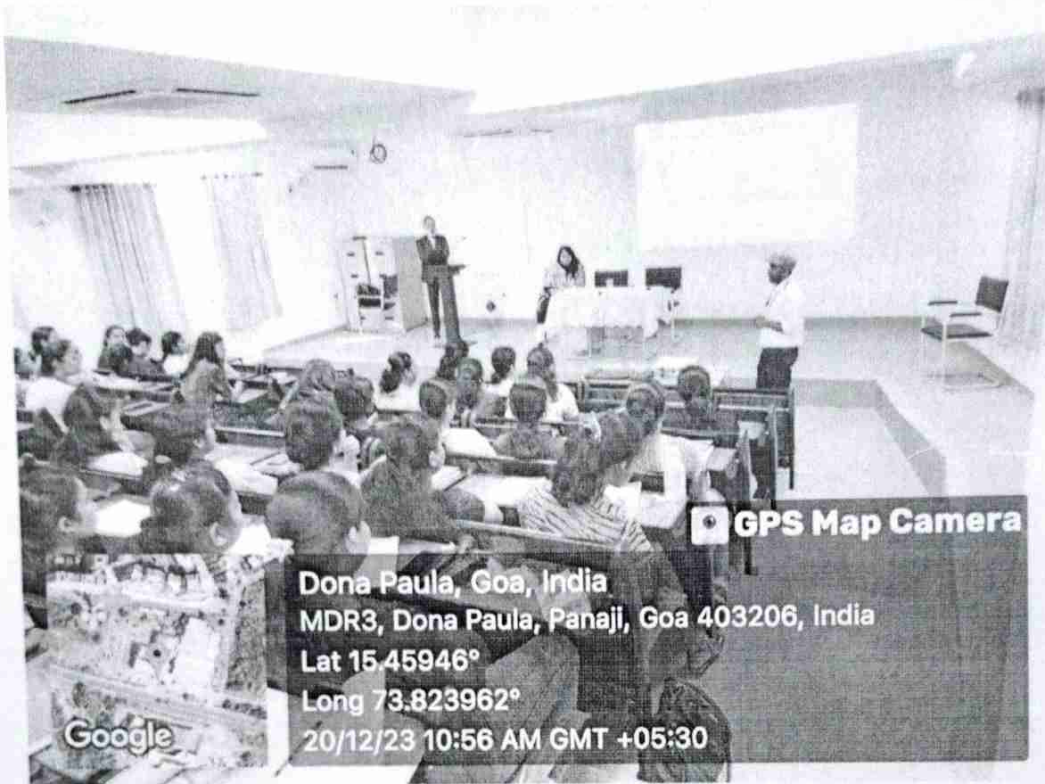 GPS Map Camera
Dona Paula, Goa, India
MDR3, Dona Paula, Panaji, Goa 403206, India
Lat 15.45946°
Long 73.823962°
20/12/23 10:56 AM GMT +05:30
Google